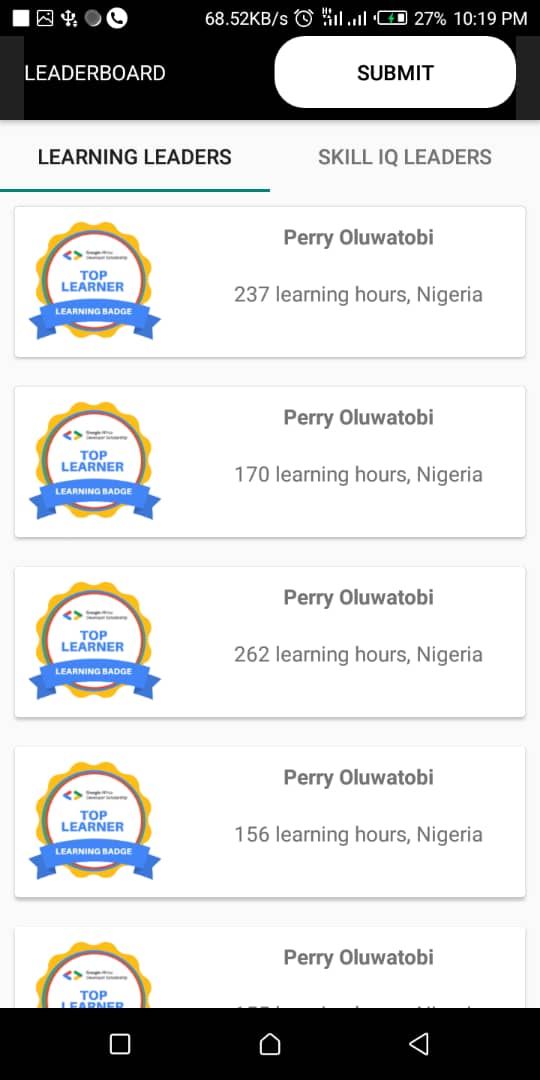 68.52KB/s 27% 10:19 PM
LEADERBOARD
SUBMIT
LEARNING LEADERS
SKILL IQ LEADERS
Google Africa
Developer Scholarship
TOP
LEARNER
LEARNING BADGE
Perry Oluwatobi
237 learning hours, Nigeria
Google Africa
Developer Scholarship
TOP
LEARNER
LEARNING BADGE
Perry Oluwatobi
170 learning hours, Nigeria
Google Africa
Developer Scholarship
TOP
LEARNER
LEARNING BADGE
Perry Oluwatobi
262 learning hours, Nigeria
Google Africa
Developer Scholarship
TOP
LEARNER
LEARNING BADGE
Perry Oluwatobi
156 learning hours, Nigeria
Google Africa
Developer Scholarship
TOP
LEARNER
Perry Oluwatobi